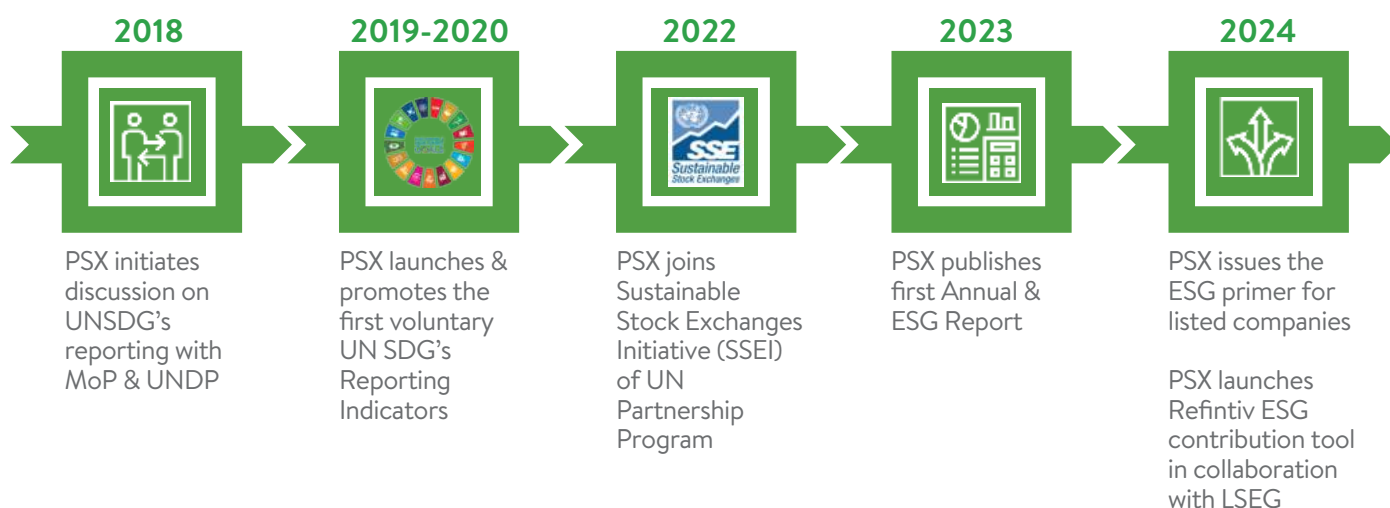 2018
2019-2020
2022
2023
2024
SSE
Sustainable
Stock Exchanges
PSX initiates
discussion on
UNSDG's
reporting with
MoP & UNDP
PSX launches &
promotes the
first voluntary
UN SDG's
Reporting
Indicators
PSX joins
Sustainable
Stock Exchanges
Initiative (SSEI)
of UN
Partnership
Program
PSX publishes
first Annual &
ESG Report
PSX issues the
ESG primer for
listed companies
PSX launches
Refintiv ESG
contribution tool
in collaboration
with LSEG